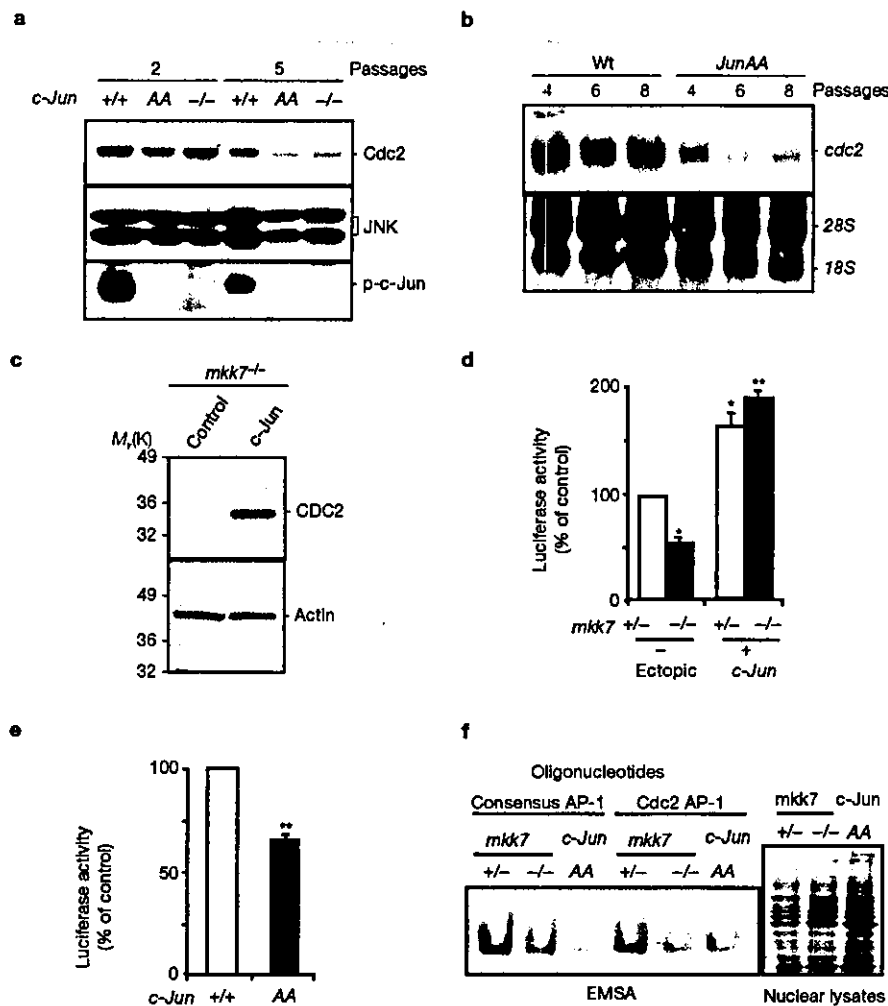 a
2 5 Passages
c-Jun +/+ AA –/– +/+ AA –/–
Cdc2
JNK
p-c-Jun
b
Wt JunAA
4 6 8 4 6 8 Passages
cdc2
28S
18S
c
mkk7–/–
Control c-Jun
Mr(K)
49
36
32
CDC2
49
36
32
Actin
d
Luciferase activity
(% of control)
200
100
0
* * **
mkk7 +/– –/– +/– –/–
– +
Ectopic c-Jun
e
Luciferase activity
(% of control)
100
50
0
**
c-Jun +/+ AA
f
Oligonucleotides
Consensus AP-1 Cdc2 AP-1
mkk7 c-Jun mkk7 c-Jun
+/– –/– AA +/– –/– AA
EMSA
mkk7 c-Jun
+/– –/– AA
Nuclear lysates